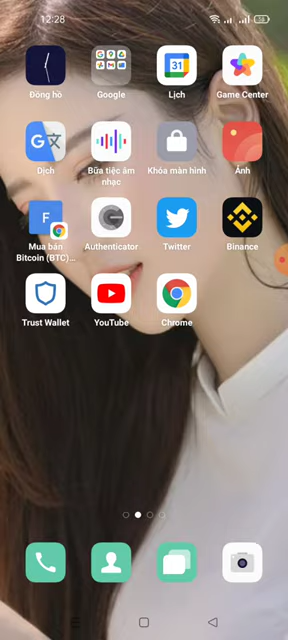 12:28
Đồng hồ
Google
31
Lịch
Game Center
G
Dịch
Bữa tiệc âm
nhạc
Khóa màn hình
Ảnh
F
Mua bán
Bitcoin (BTC)...
Authenticator
Twitter
Binance
Trust Wallet
YouTube
Chrome